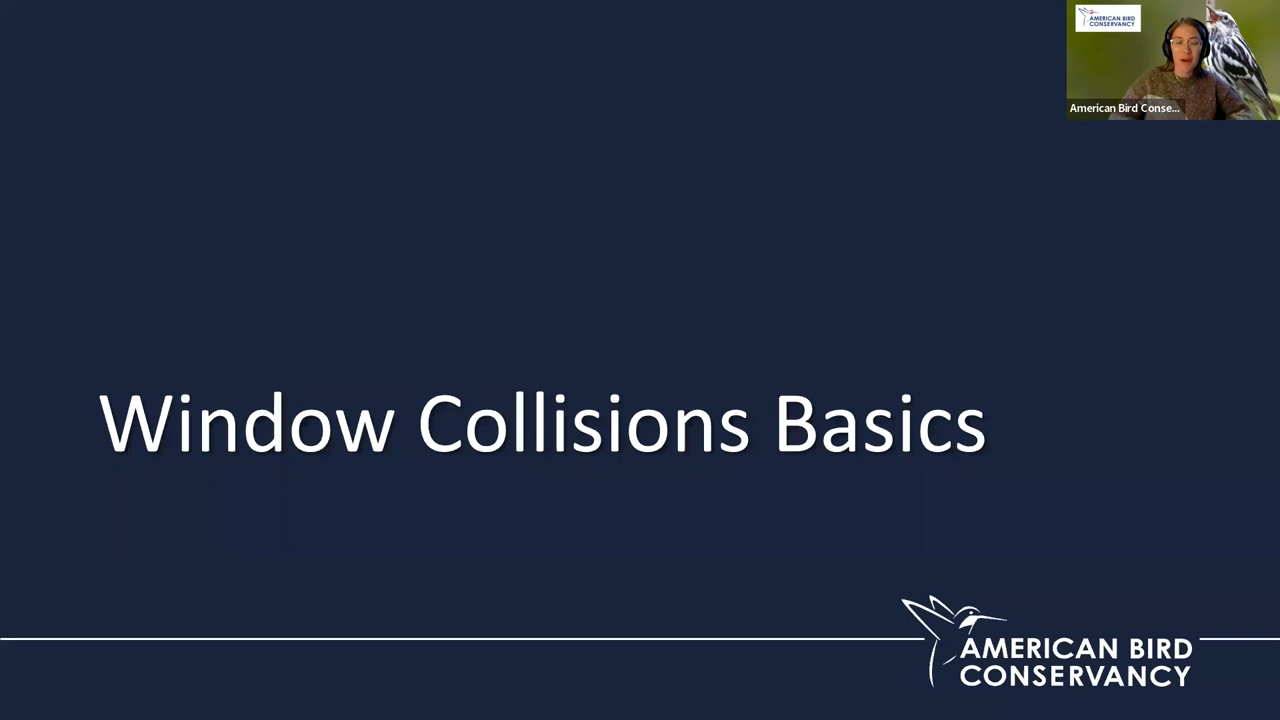 AMERICAN BIRD
CONSERVANCY
American Bird Conse...
Window Collisions Basics
AMERICAN BIRD
CONSERVANCY